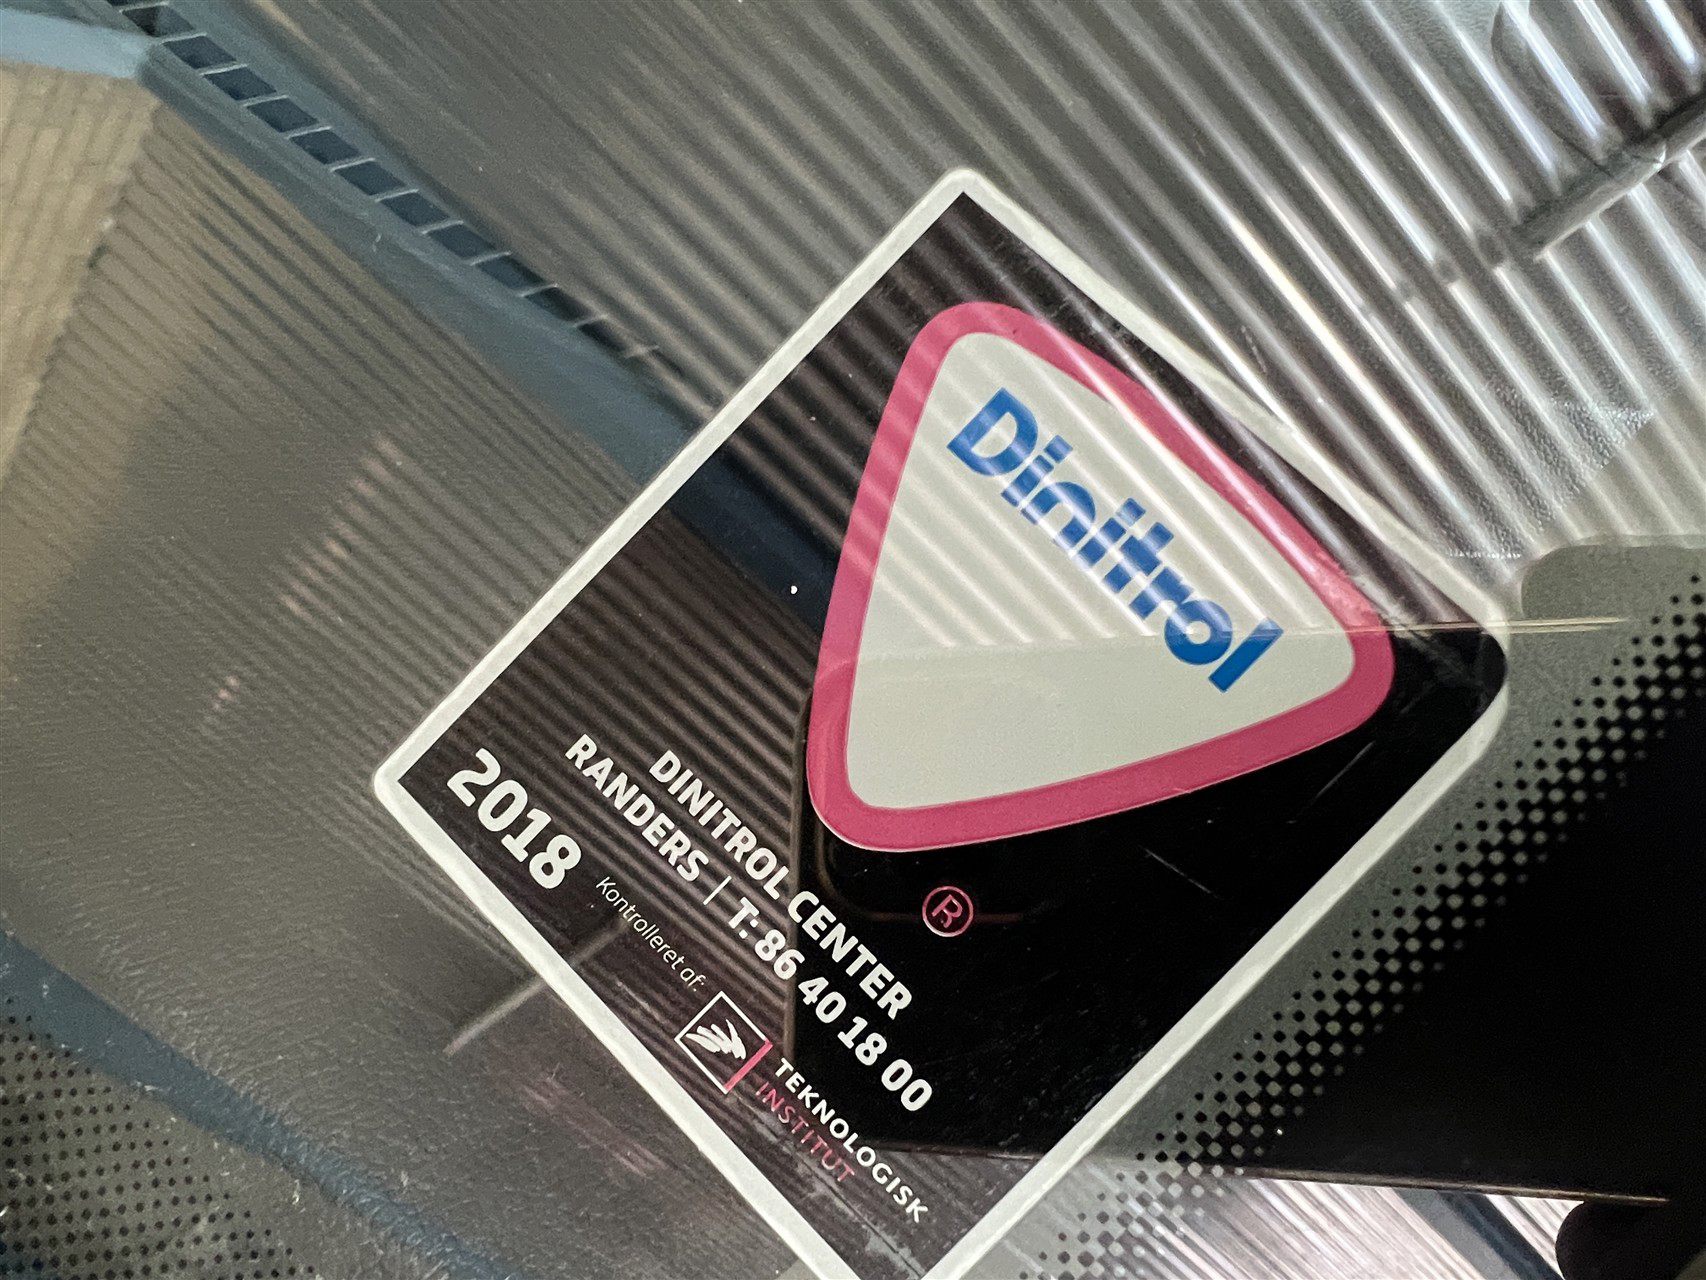 Dinitrol
®
DINITROL CENTER
RANDERS | T: 86 40 18 00
2018
Kontrolleret af:
TEKNOLOGISK
INSTITUT